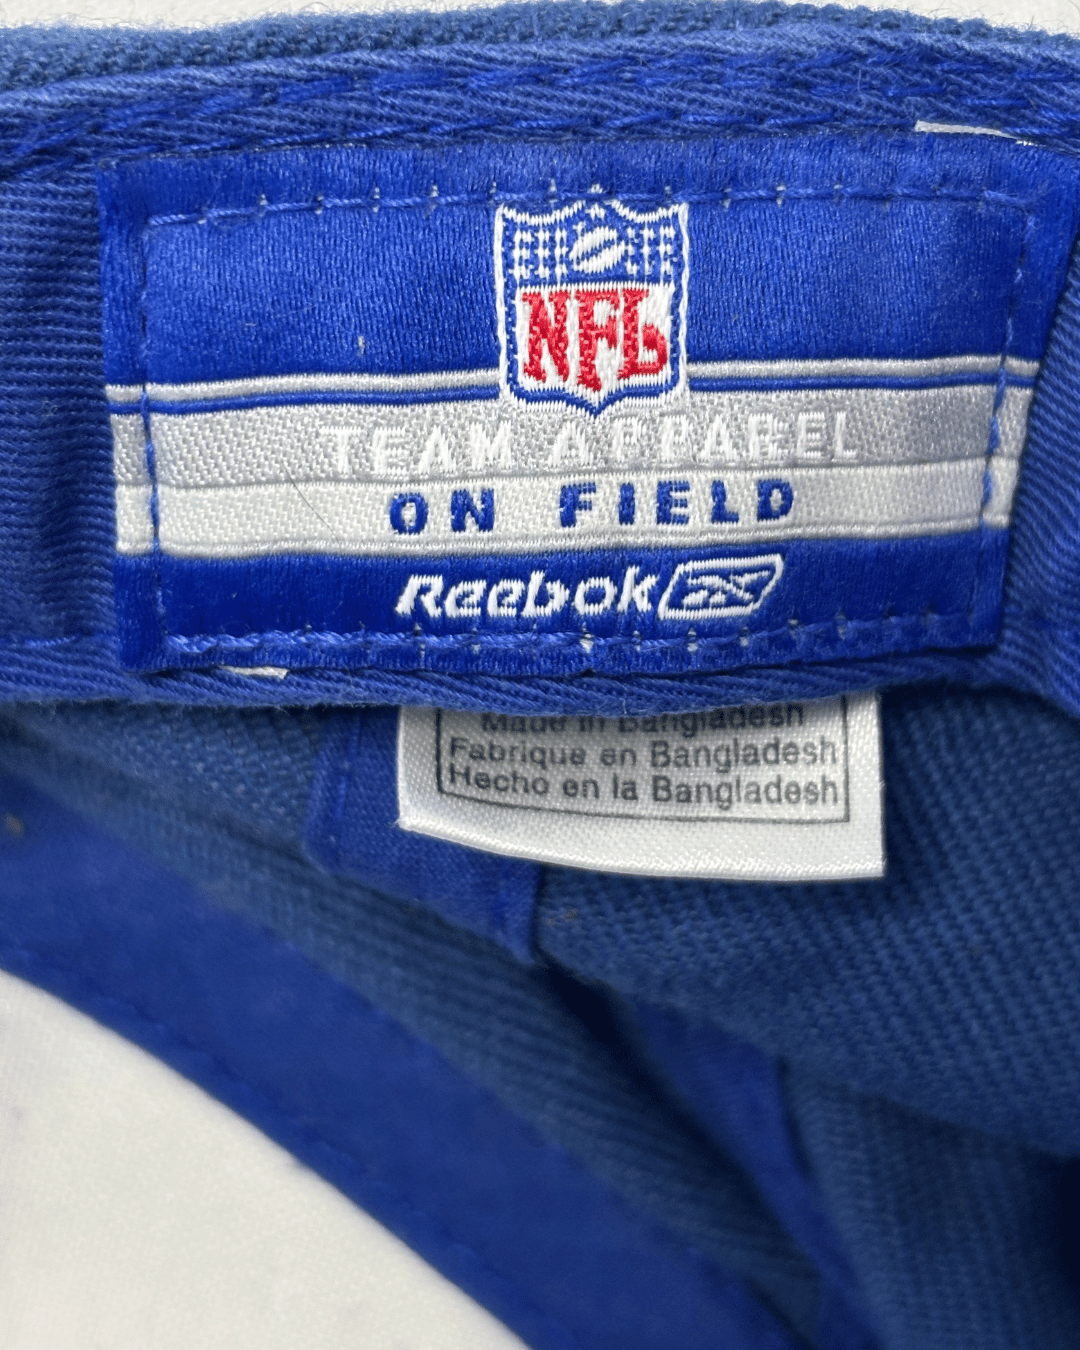 NFL
TEAM APPAREL
ON FIELD
Reebok
Made in Bangladesh
Fabrique en Bangladesh
Hecho en la Bangladesh